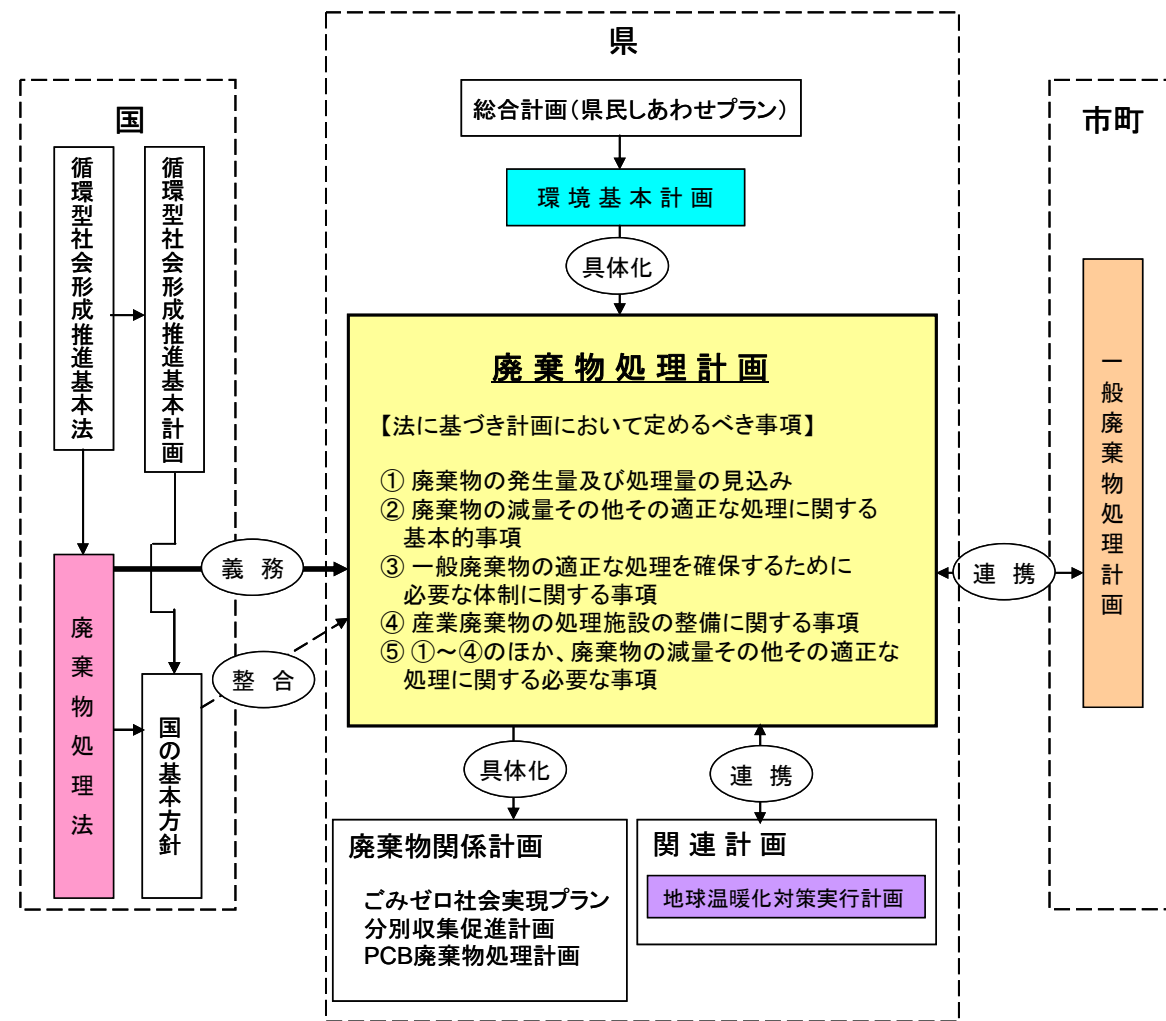 国
循環型社会形成推進基本法
循環型社会形成推進基本計画
廃棄物処理法
国の基本方針
義 務
整 合
県
総合計画(県民しあわせプラン)
環 境 基 本 計 画
具体化
廃 棄 物 処 理 計 画
【法に基づき計画において定めるべき事項】
① 廃棄物の発生量及び処理量の見込み
② 廃棄物の減量その他その適正な処理に関する
基本的事項
③ 一般廃棄物の適正な処理を確保するために
必要な体制に関する事項
④ 産業廃棄物の処理施設の整備に関する事項
⑤ ①~④のほか、廃棄物の減量その他その適正な
処理に関する必要な事項
具体化
連 携
廃棄物関係計画
ごみゼロ社会実現プラン
分別収集促進計画
PCB廃棄物処理計画
関 連 計 画
地球温暖化対策実行計画
連 携
市町
一般廃棄物処理計画